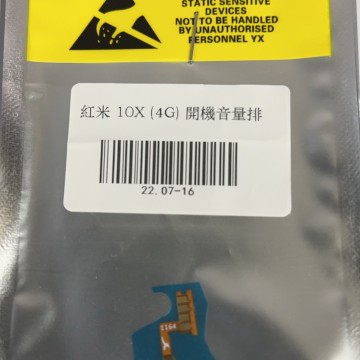 STATIC SENSITIVE
DEVICES
NOT TO BE HANDLED
BY UNAUTHORISED
PERSONNEL YX
紅米 10X (4G) 開機音量排
22.07-16
1164